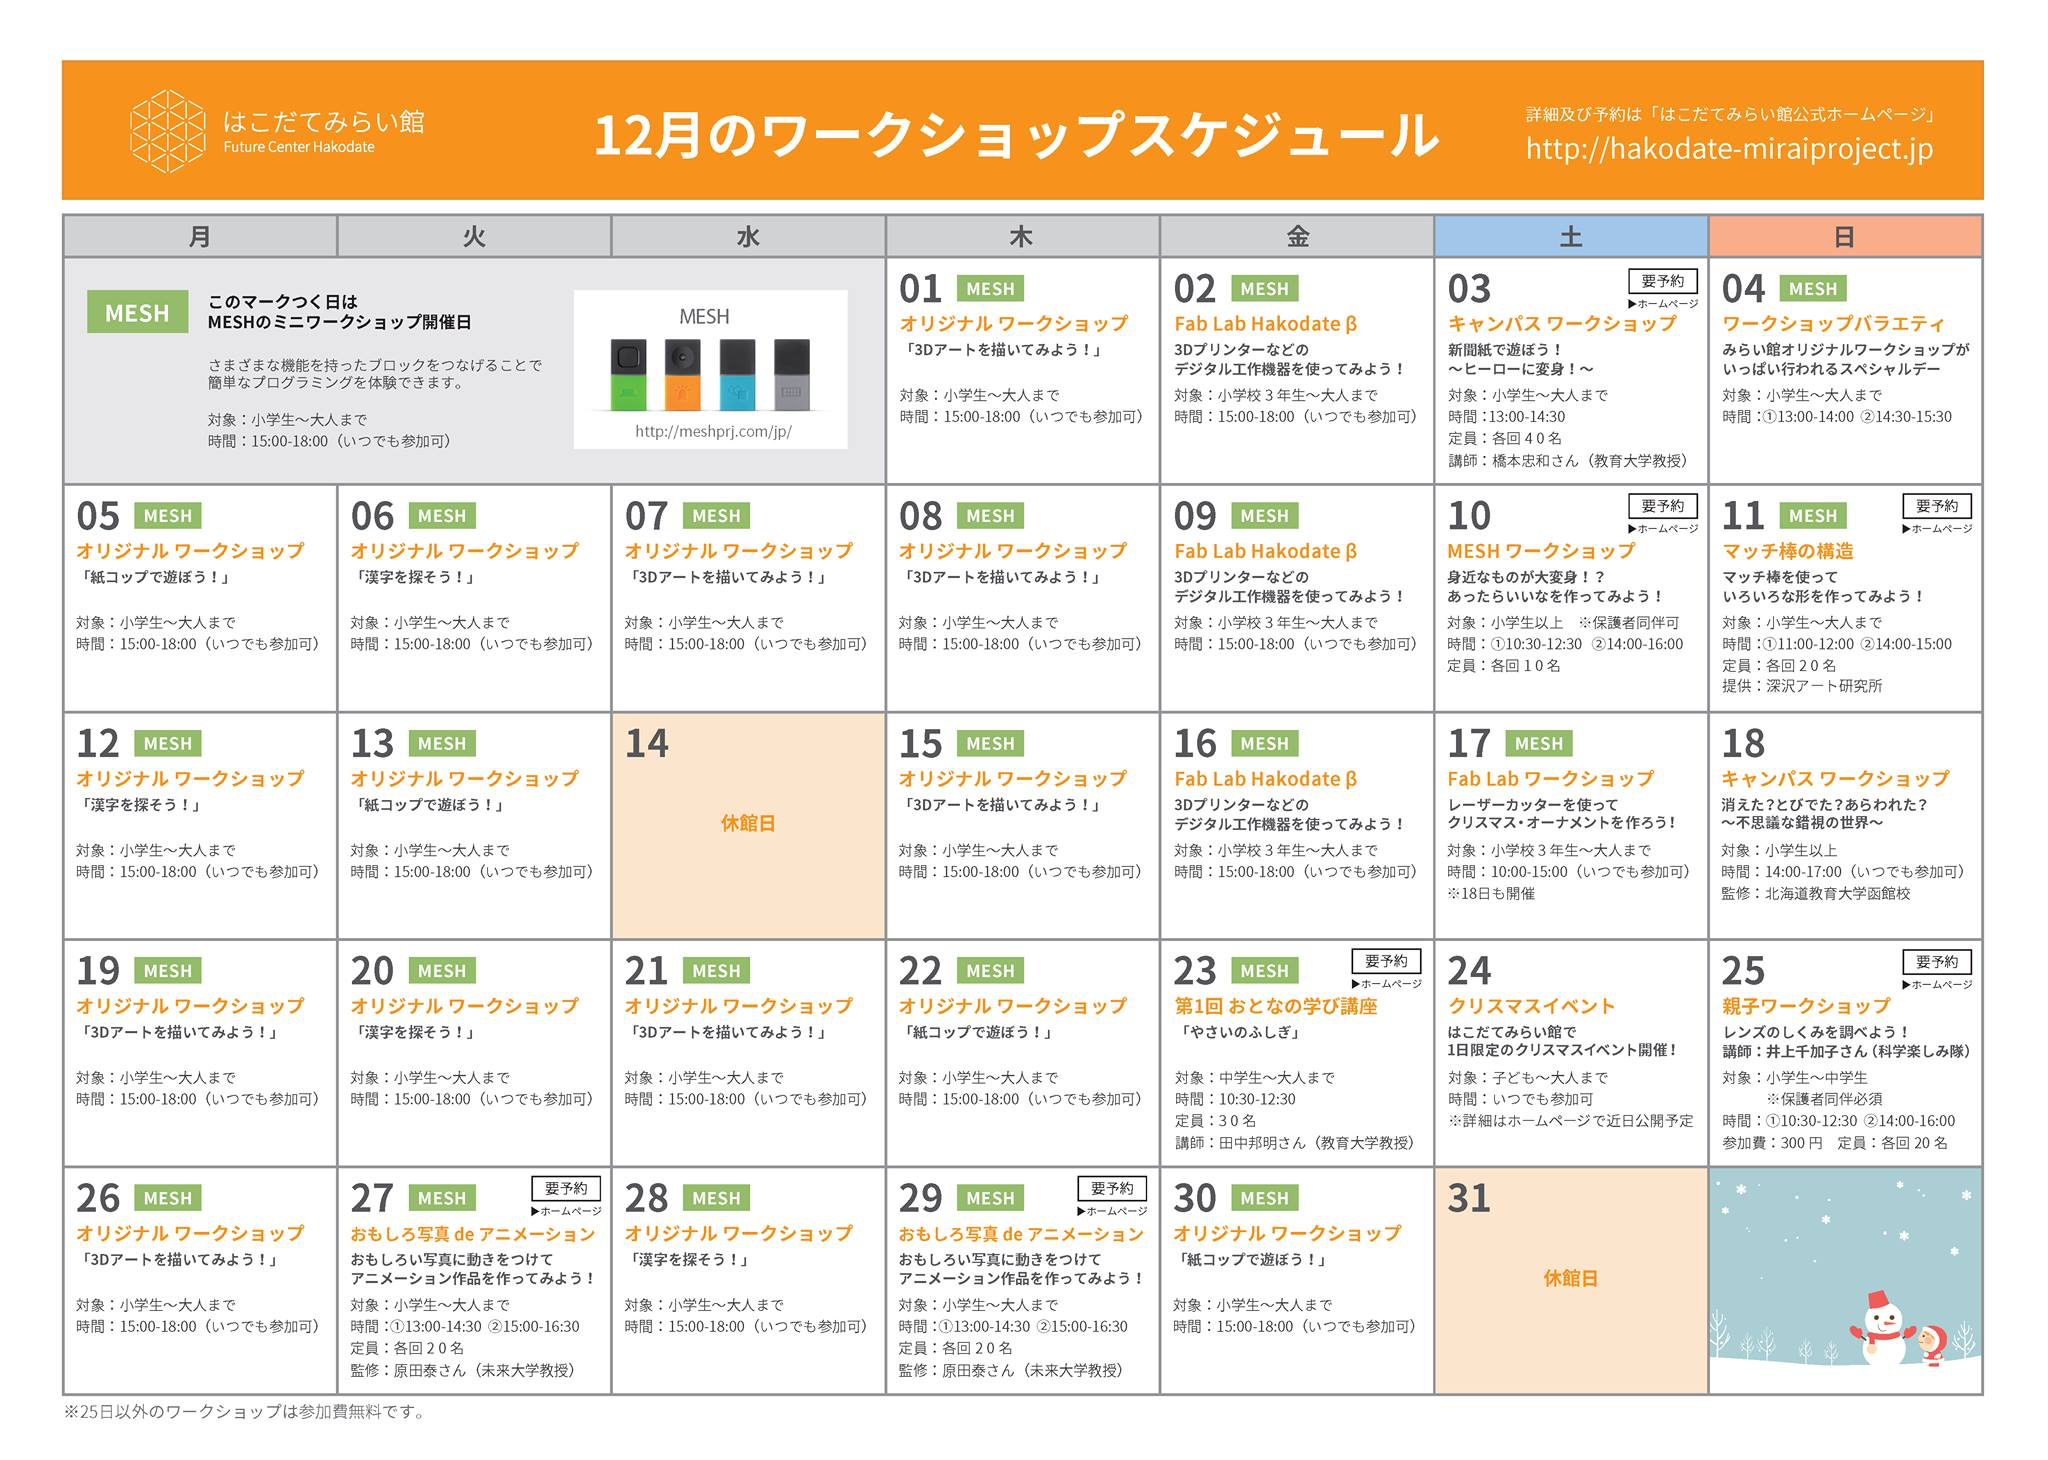 はこだてみらい館
Future Center Hakodate
12月のワークショップスケジュール
詳細及び予約は「はこだてみらい館公式ホームページ」
http://hakodate-miraiproject.jp
月 火 水 木 金 土 日
MESH
このマークつく日は
MESHのミニワークショップ開催日
さまざまな機能を持ったブロックをつなげることで
簡単なプログラミングを体験できます。
対象：小学生～大人まで
時間：15:00-18:00（いつでも参加可）
MESH
http://meshprj.com/jp/
01 MESH
オリジナル ワークショップ
「3Dアートを描いてみよう！」
対象：小学生～大人まで
時間：15:00-18:00（いつでも参加可）
02 MESH
Fab Lab Hakodate β
3Dプリンターなどの
デジタル工作機器を使ってみよう！
対象：小学校３年生～大人まで
時間：15:00-18:00（いつでも参加可）
03 要予約
▶ホームページ
キャンパス ワークショップ
新聞紙で遊ぼう！
～ヒーローに変身！～
対象：小学生～大人まで
時間：13:00-14:30
定員：各回４０名
講師：橋本忠和さん（教育大学教授）
04 MESH
ワークショップバラエティ
みらい館オリジナルワークショップが
いっぱい行われるスペシャルデー
対象：小学生～大人まで
時間：①13:00-14:00 ②14:30-15:30
05 MESH
オリジナル ワークショップ
「紙コップで遊ぼう！」
対象：小学生～大人まで
時間：15:00-18:00（いつでも参加可）
06 MESH
オリジナル ワークショップ
「漢字を探そう！」
対象：小学生～大人まで
時間：15:00-18:00（いつでも参加可）
07 MESH
オリジナル ワークショップ
「3Dアートを描いてみよう！」
対象：小学生～大人まで
時間：15:00-18:00（いつでも参加可）
08 MESH
オリジナル ワークショップ
「3Dアートを描いてみよう！」
対象：小学生～大人まで
時間：15:00-18:00（いつでも参加可）
09 MESH
Fab Lab Hakodate β
3Dプリンターなどの
デジタル工作機器を使ってみよう！
対象：小学校３年生～大人まで
時間：15:00-18:00（いつでも参加可）
10 要予約
▶ホームページ
MESH ワークショップ
身近なものが大変身！？
あったらいいなを作ってみよう！
対象：小学生以上　※保護者同伴可
時間：①10:30-12:30 ②14:00-16:00
定員：各回１０名
11 MESH 要予約
▶ホームページ
マッチ棒の構造
マッチ棒を使って
いろいろな形を作ってみよう！
対象：小学生～大人まで
時間：①11:00-12:00 ②14:00-15:00
定員：各回２０名
提供：深沢アート研究所
12 MESH
オリジナル ワークショップ
「漢字を探そう！」
対象：小学生～大人まで
時間：15:00-18:00（いつでも参加可）
13 MESH
オリジナル ワークショップ
「紙コップで遊ぼう！」
対象：小学生～大人まで
時間：15:00-18:00（いつでも参加可）
14
休館日
15 MESH
オリジナル ワークショップ
「3Dアートを描いてみよう！」
対象：小学生～大人まで
時間：15:00-18:00（いつでも参加可）
16 MESH
Fab Lab Hakodate β
3Dプリンターなどの
デジタル工作機器を使ってみよう！
対象：小学校３年生～大人まで
時間：15:00-18:00（いつでも参加可）
17 MESH
Fab Lab ワークショップ
レーザーカッターを使って
クリスマス・オーナメントを作ろう！
対象：小学校３年生～大人まで
時間：10:00-15:00（いつでも参加可）
※18日も開催
18
キャンパス ワークショップ
消えた？とびでた？あらわれた？
～不思議な錯視の世界～
対象：小学生以上
時間：14:00-17:00（いつでも参加可）
監修：北海道教育大学函館校
19 MESH
オリジナル ワークショップ
「3Dアートを描いてみよう！」
対象：小学生～大人まで
時間：15:00-18:00（いつでも参加可）
20 MESH
オリジナル ワークショップ
「漢字を探そう！」
対象：小学生～大人まで
時間：15:00-18:00（いつでも参加可）
21 MESH
オリジナル ワークショップ
「3Dアートを描いてみよう！」
対象：小学生～大人まで
時間：15:00-18:00（いつでも参加可）
22 MESH
オリジナル ワークショップ
「紙コップで遊ぼう！」
対象：小学生～大人まで
時間：15:00-18:00（いつでも参加可）
23 MESH 要予約
▶ホームページ
第1回 おとなの学び講座
「やさいのふしぎ」
対象：中学生～大人まで
時間：10:30-12:30
定員：３０名
講師：田中邦明さん（教育大学教授）
24
クリスマスイベント
はこだてみらい館で
1日限定のクリスマスイベント開催！
対象：子ども～大人まで
時間：いつでも参加可
※詳細はホームページで近日公開予定
25 要予約
▶ホームページ
親子ワークショップ
レンズのしくみを調べよう！
講師：井上千加子さん（科学楽しみ隊）
対象：小学生～中学生
※保護者同伴必須
時間：①10:30-12:30 ②14:00-16:00
参加費：300円　定員：各回20名
26 MESH
オリジナル ワークショップ
「3Dアートを描いてみよう！」
対象：小学生～大人まで
時間：15:00-18:00（いつでも参加可）
27 MESH 要予約
▶ホームページ
おもしろ写真 de アニメーション
おもしろい写真に動きをつけて
アニメーション作品を作ってみよう！
対象：小学生～大人まで
時間：①13:00-14:30 ②15:00-16:30
定員：各回２０名
監修：原田泰さん（未来大学教授）
28 MESH
オリジナル ワークショップ
「漢字を探そう！」
対象：小学生～大人まで
時間：15:00-18:00（いつでも参加可）
29 MESH 要予約
▶ホームページ
おもしろ写真 de アニメーション
おもしろい写真に動きをつけて
アニメーション作品を作ってみよう！
対象：小学生～大人まで
時間：①13:00-14:30 ②15:00-16:30
定員：各回２０名
監修：原田泰さん（未来大学教授）
30 MESH
オリジナル ワークショップ
「紙コップで遊ぼう！」
対象：小学生～大人まで
時間：15:00-18:00（いつでも参加可）
31
休館日
※25日以外のワークショップは参加費無料です。